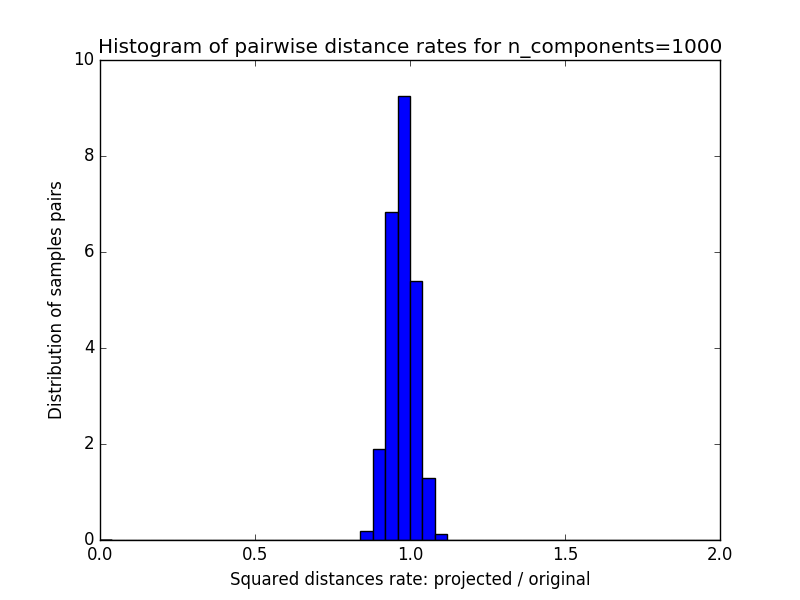 Histogram of pairwise distance rates for n_components=1000
10
8
6
4
2
0
Distribution of samples pairs
0.0 0.5 1.0 1.5 2.0
Squared distances rate: projected / original